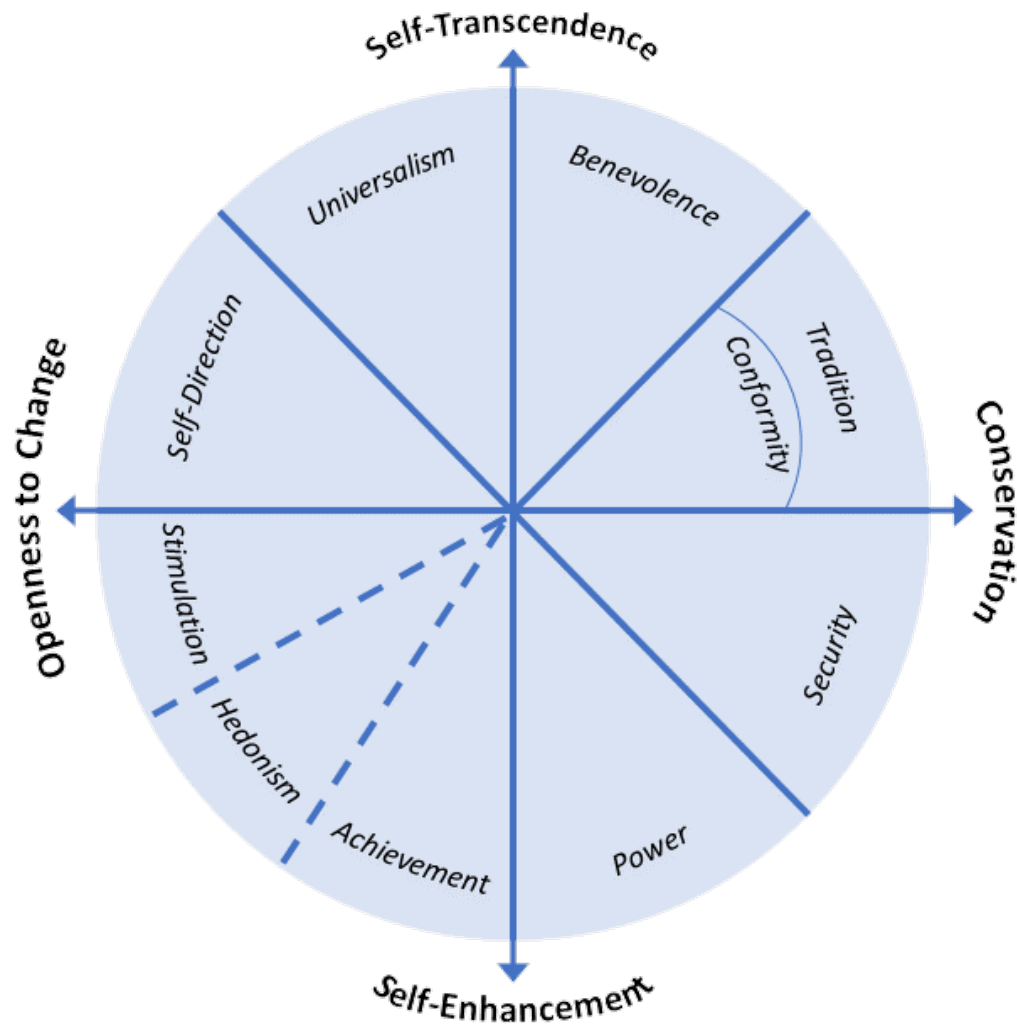 Self-Transcendence
Universalism
Benevolence
Self-Direction
Conformity
Tradition
Openness to Change
Conservation
Stimulation
Security
Hedonism
Achievement
Power
Self-Enhancement